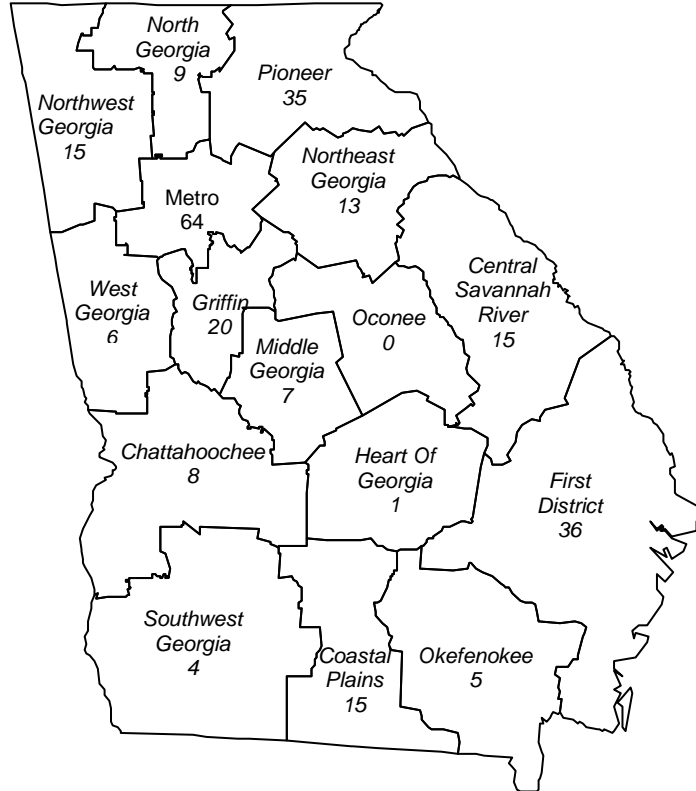 North
Georgia
9
Pioneer
35
Northwest
Georgia
15
Northeast
Georgia
13
Metro
64
Central
Savannah
River
15
West
Georgia
6
Griffin
20
Oconee
0
Middle
Georgia
7
Chattahoochee
8
Heart Of
Georgia
1
First
District
36
Southwest
Georgia
4
Coastal
Plains
15
Okefenokee
5